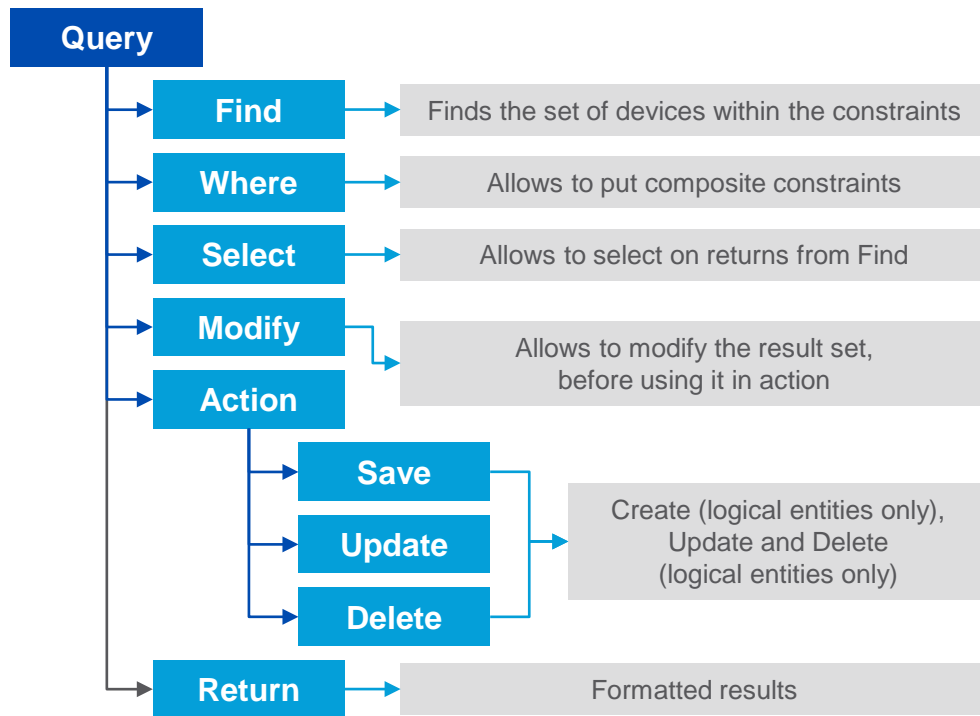 Query
Find
Finds the set of devices within the constraints
Where
Allows to put composite constraints
Select
Allows to select on returns from Find
Modify
Allows to modify the result set,
before using it in action
Action
Save
Update
Delete
Create (logical entities only),
Update and Delete
(logical entities only)
Return
Formatted results